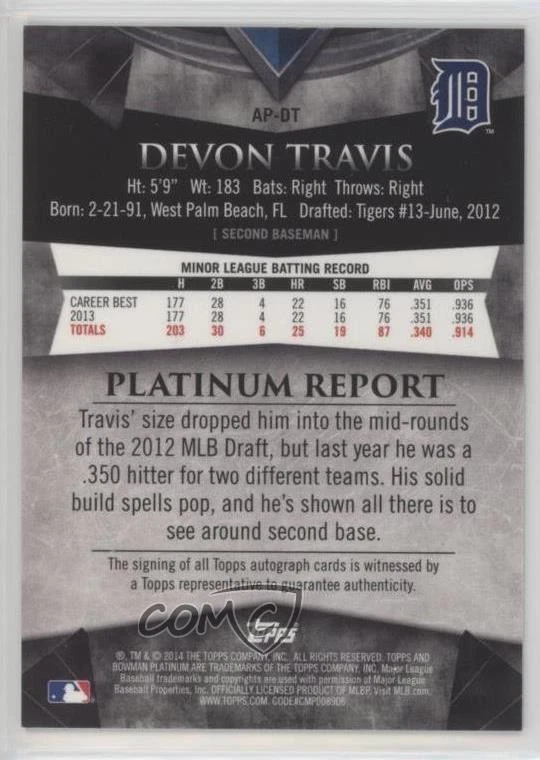 AP-DT
D
TM
DEVON TRAVIS
Ht: 5'9" Wt: 183 Bats: Right Throws: Right
Born: 2-21-91, West Palm Beach, FL Drafted: Tigers #13-June, 2012
[ SECOND BASEMAN ]
MINOR LEAGUE BATTING RECORD
H 2B 3B HR SB RBI AVG OPS
CAREER BEST 177 28 4 22 16 76 .351 .936
2013 177 28 4 22 16 76 .351 .936
TOTALS 203 30 6 25 19 87 .340 .914
PLATINUM REPORT
Travis' size dropped him into the mid-rounds
of the 2012 MLB Draft, but last year he was a
.350 hitter for two different teams. His solid
build spells pop, and he's shown all there is to
see around second base.
The signing of all Topps autograph cards is witnessed by
a Topps representative to guarantee authenticity.
COMC
Topps
®, TM & © 2014 THE TOPPS COMPANY, INC. ALL RIGHTS RESERVED. TOPPS AND
BOWMAN PLATINUM ARE TRADEMARKS OF THE TOPPS COMPANY, INC. Major League
Baseball trademarks and copyrights are used with permission of Major League
Baseball Properties, Inc. OFFICIALLY LICENSED PRODUCT OF MLBP. Visit MLB.com.
WWW.TOPPS.COM. CODE#CMP008906